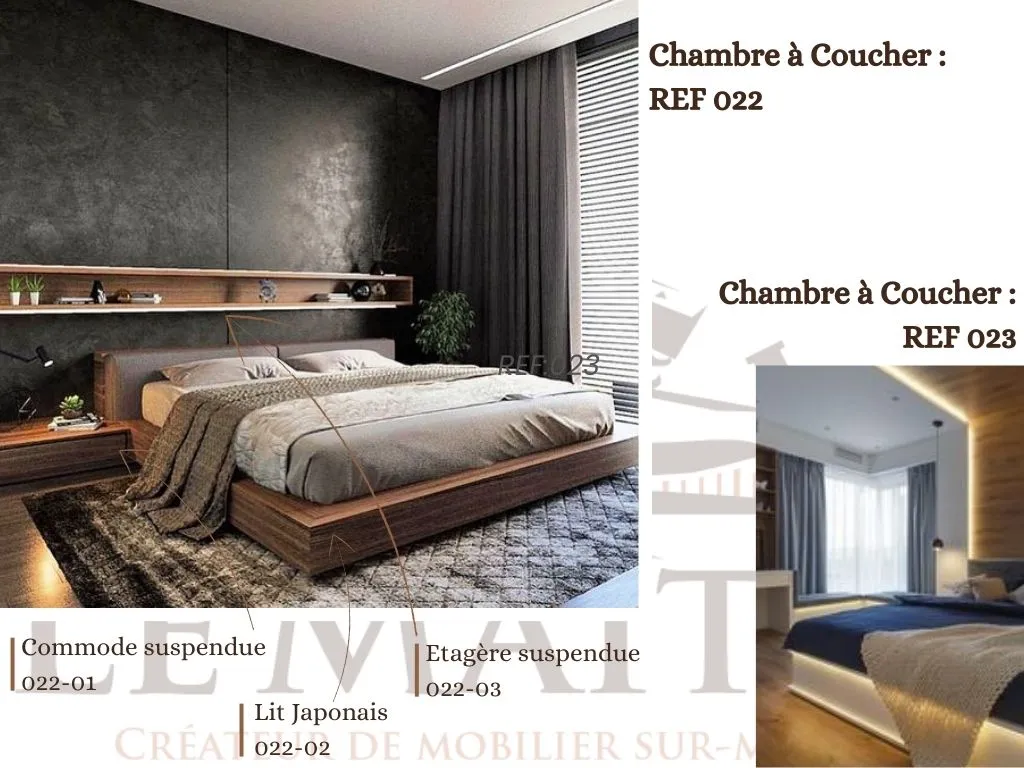 Chambre à Coucher :
REF 022
Chambre à Coucher :
REF 023
REF 023
Commode suspendue
022-01
Etagère suspendue
022-03
Lit Japonais
022-02
CRÉATEUR DE MOBILIER SUR-M